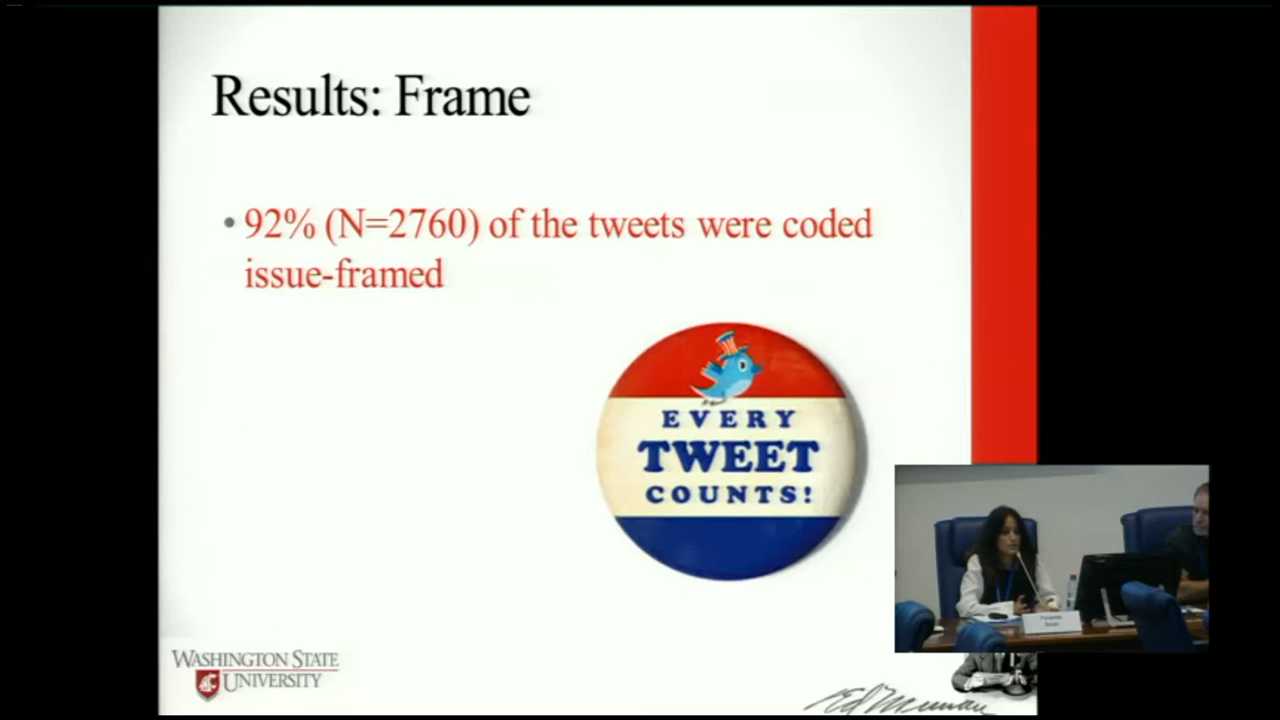 Results: Frame
• 92% (N=2760) of the tweets were coded
issue-framed
EVERY
TWEET
COUNTS!
WASHINGTON STATE
UNIVERSITY